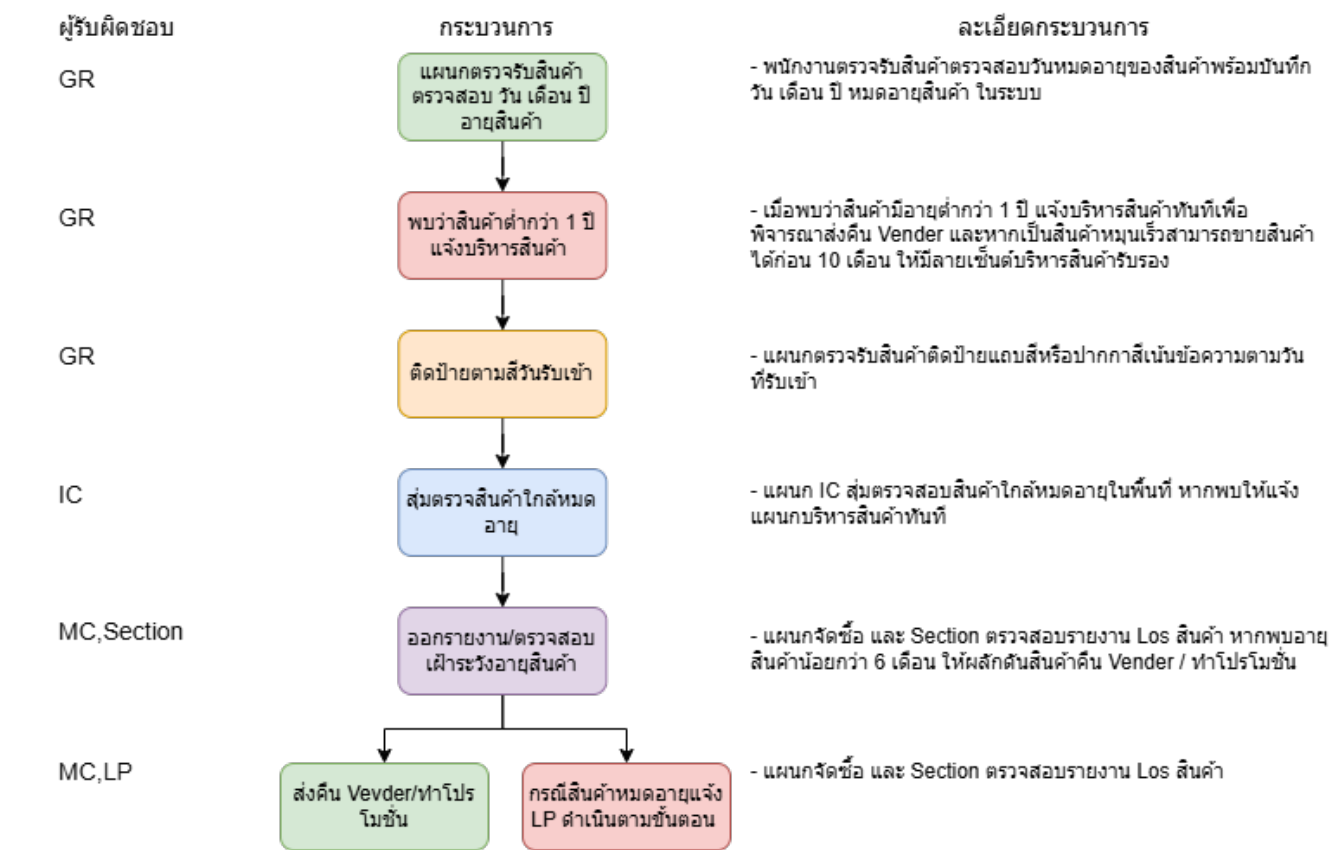 ผู้รับผิดชอบ กระบวนการ ละเอียดกระบวนการ
GR
แผนกตรวจรับสินค้า
ตรวจสอบ วัน เดือน ปี
อายุสินค้า
- พนักงานตรวจรับสินค้าตรวจสอบวันหมดอายุของสินค้าพร้อมบันทึก
วัน เดือน ปี หมดอายุสินค้า ในระบบ
GR
พบว่าสินค้าต่ำกว่า 1 ปี
แจ้งบริหารสินค้า
- เมื่อพบว่าสินค้ามีอายุต่ำกว่า 1 ปี แจ้งบริหารสินค้าทันทีเพื่อ
พิจารณาส่งคืน Vender และหากเป็นสินค้าหมุนเร็วสามารถขายสินค้า
ได้ก่อน 10 เดือน ให้มีลายเซ็นต์บริหารสินค้ารับรอง
GR
ติดป้ายตามสีวันรับเข้า
- แผนกตรวจรับสินค้าติดป้ายแถบสีหรือปากกาสีเน้นข้อความตามวัน
ที่รับเข้า
IC
สุ่มตรวจสินค้าใกล้หมด
อายุ
- แผนก IC สุ่มตรวจสอบสินค้าใกล้หมดอายุในพื้นที่ หากพบให้แจ้ง
แผนกบริหารสินค้าทันที
MC,Section
ออกรายงาน/ตรวจสอบ
เฝ้าระวังอายุสินค้า
- แผนกจัดซื้อ และ Section ตรวจสอบรายงาน Los สินค้า หากพบอายุ
สินค้าน้อยกว่า 6 เดือน ให้ผลักดันสินค้าคืน Vender / ทำโปรโมชั่น
MC,LP
ส่งคืน Vevder/ทำโปร
โมชั่น
กรณีสินค้าหมดอายุแจ้ง
LP ดำเนินตามขั้นตอน
- แผนกจัดซื้อ และ Section ตรวจสอบรายงาน Los สินค้า